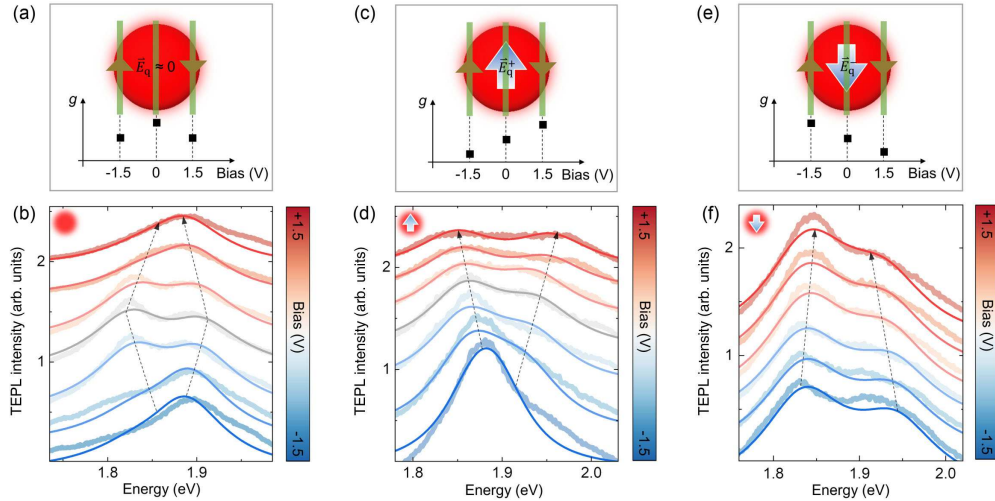 (a)
E⃗q ≈ 0
g
-1.5 0 1.5 Bias (V)
(b)
TEPL intensity (arb. units)
2
1
1.8 1.9
Energy (eV)
+1.5
Bias (V)
-1.5
(c)
E⃗q+
g
-1.5 0 1.5 Bias (V)
(d)
TEPL intensity (arb. units)
2
1
1.8 1.9 2.0
Energy (eV)
+1.5
Bias (V)
-1.5
(e)
E⃗q
g
-1.5 0 1.5 Bias (V)
(f)
TEPL intensity (arb. units)
2
1
1.8 1.9 2.0
Energy (eV)
+1.5
Bias (V)
-1.5